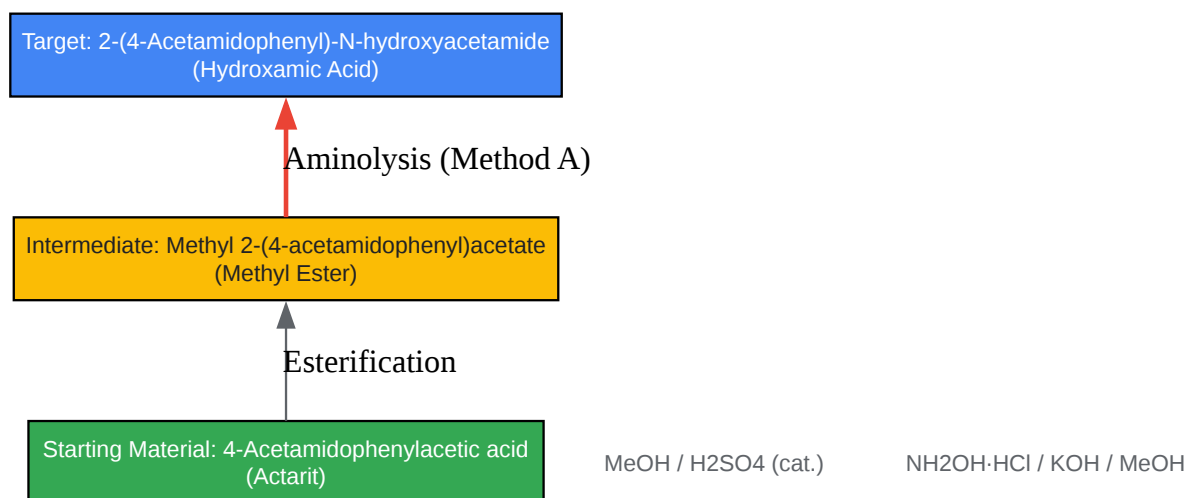 Target: 2-(4-Acetamidophenyl)-N-hydroxyacetamide
(Hydroxamic Acid)
Aminolysis (Method A)
Intermediate: Methyl 2-(4-acetamidophenyl)acetate
(Methyl Ester)
Esterification
Starting Material: 4-Acetamidophenylacetic acid
(Actarit)
MeOH / H2SO4 (cat.)
NH2OH·HCl / KOH / MeOH